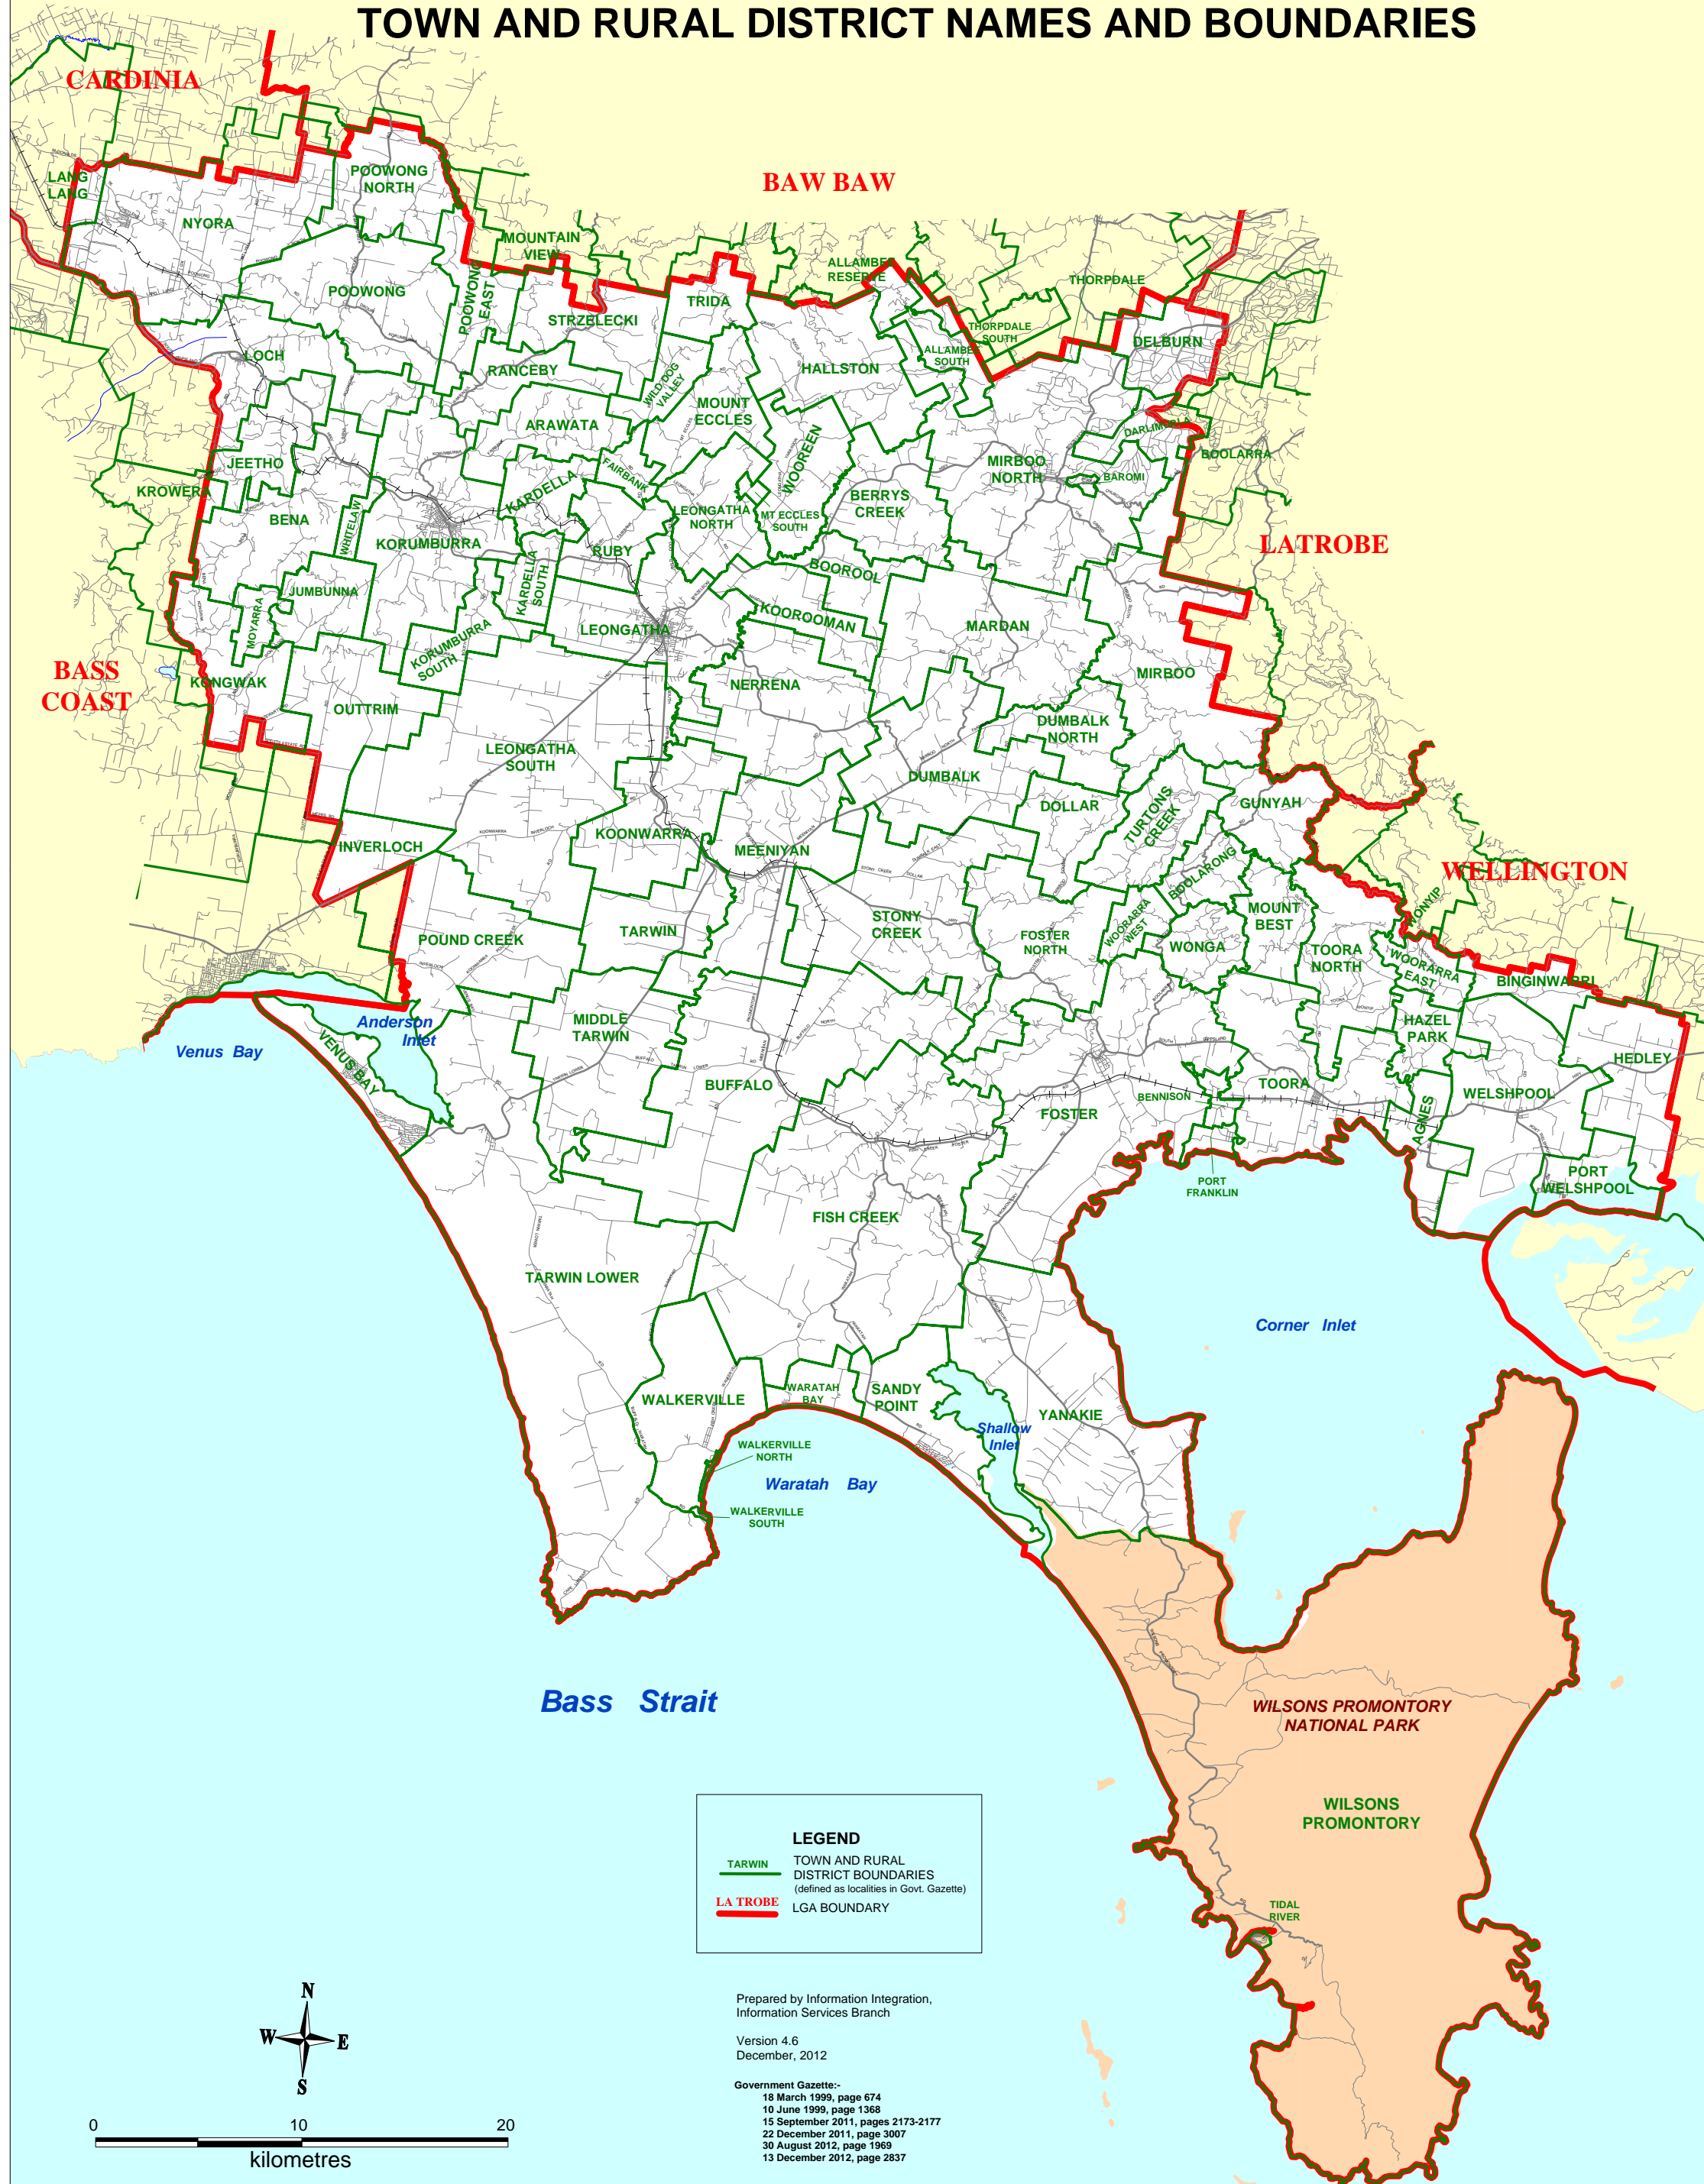 TOWN AND RURAL DISTRICT NAMES AND BOUNDARIES
CARDINIA
BAW BAW
LANG
LANG
NYORA
POOWONG
NORTH
MOUNTAIN
VIEW
POOWONG
POOWONG
EAST
STRZELECKI
TRIDA
ALLAMBEE
RESERVE
THORPDALE
THORPDALE
SOUTH
ALLAMBEE
SOUTH
DELBURN
LOCH
RANCEBY
WILD DOG
VALLEY
HALLSTON
MOUNT
ECCLES
ARAWATA
DARLIMURLA
BOOLARRA
JEETHO
KROWERA
FAIRBANK
KARDELLA
WOOREEN
MIRBOO
NORTH
BAROMI
BERRYS
CREEK
BENA
WHITELAW
KORUMBURRA
LEONGATHA
NORTH
MT ECCLES
SOUTH
RUBY
LATROBE
BOOROOL
KARDELLA
SOUTH
JUMBUNNA
MOYARRA
KOOROOMAN
LEONGATHA
MARDAN
KORUMBURRA
SOUTH
BASS
COAST
KONGWAK
NERRENA
MIRBOO
OUTTRIM
DUMBALK
NORTH
LEONGATHA
SOUTH
DUMBALK
DOLLAR
TURTONS
CREEK
GUNYAH
INVERLOCH
KOONWARRA
MEENIYAN
WELLINGTON
BOOLARONG
WONYIP
MOUNT
BEST
STONY
CREEK
POUND CREEK
TARWIN
FOSTER
NORTH
WOORARRA
WEST
WONGA
TOORA
NORTH
WOORARRA
EAST
BINGINWARRI
Anderson
Inlet
Venus Bay
VENUS BAY
MIDDLE
TARWIN
HAZEL
PARK
HEDLEY
BUFFALO
FOSTER
BENNISON
TOORA
AGNES
WELSHPOOL
PORT
FRANKLIN
PORT
WELSHPOOL
FISH CREEK
TARWIN LOWER
Corner Inlet
WALKERVILLE
WARATAH
BAY
SANDY
POINT
YANAKIE
Shallow
Inlet
WALKERVILLE
NORTH
Waratah Bay
WALKERVILLE
SOUTH
Bass Strait
WILSONS PROMONTORY
NATIONAL PARK
WILSONS
PROMONTORY
TIDAL
RIVER
LEGEND
TARWIN
TOWN AND RURAL
DISTRICT BOUNDARIES
(defined as localities in Govt. Gazette)
LA TROBE
LGA BOUNDARY
Prepared by Information Integration,
Information Services Branch
Version 4.6
December, 2012
Government Gazette:-
18 March 1999, page 674
10 June 1999, page 1368
15 September 2011, pages 2173-2177
22 December 2011, page 3007
30 August 2012, page 1969
13 December 2012, page 2837
N
W
E
S
0 10 20
kilometres